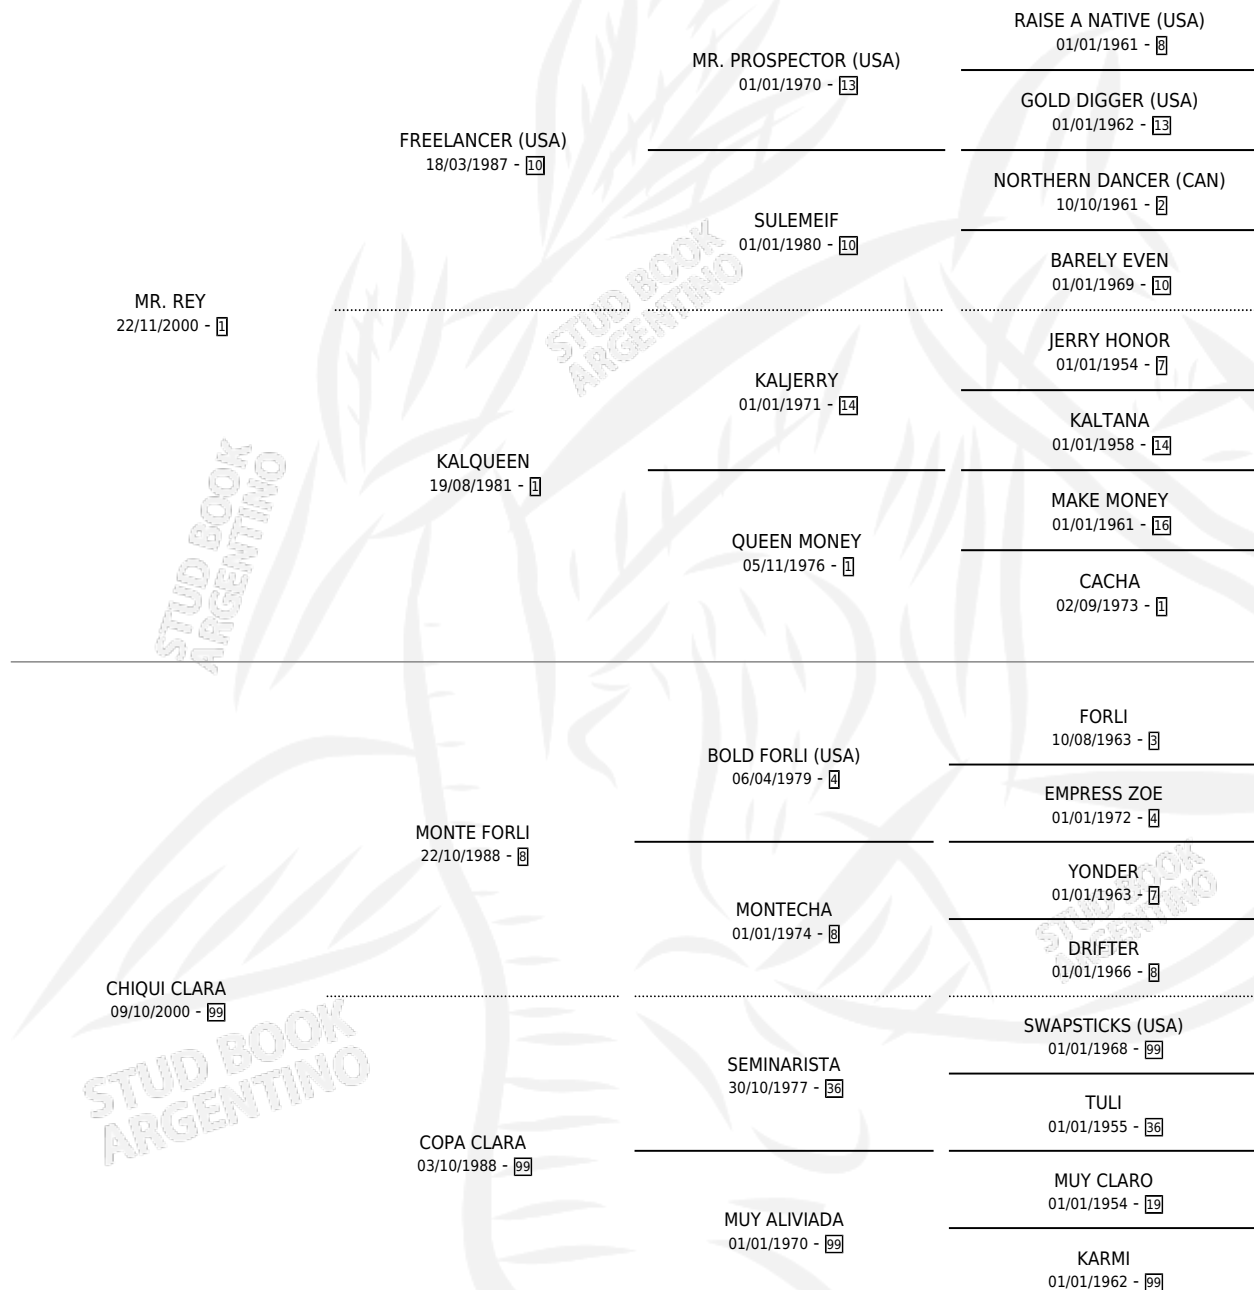 RAISE A NATIVE (USA)
01/01/1961 - 8
MR. PROSPECTOR (USA)
01/01/1970 - 13
GOLD DIGGER (USA)
01/01/1962 - 13
FREELANCER (USA)
18/03/1987 - 10
NORTHERN DANCER (CAN)
10/10/1961 - 2
SULEMEIF
01/01/1980 - 10
BARELY EVEN
01/01/1969 - 10
MR. REY
22/11/2000 - 1
JERRY HONOR
01/01/1954 - 7
KALJERRY
01/01/1971 - 14
KALTANA
01/01/1958 - 14
KALQUEEN
19/08/1981 - 1
MAKE MONEY
01/01/1961 - 16
QUEEN MONEY
05/11/1976 - 1
CACHA
02/09/1973 - 1
FORLI
10/08/1963 - 3
BOLD FORLI (USA)
06/04/1979 - 4
EMPRESS ZOE
01/01/1972 - 4
MONTE FORLI
22/10/1988 - 8
YONDER
01/01/1963 - 7
MONTECHA
01/01/1974 - 8
DRIFTER
01/01/1966 - 8
CHIQUI CLARA
09/10/2000 - 99
SWAPSTICKS (USA)
01/01/1968 - 99
SEMINARISTA
30/10/1977 - 36
TULI
01/01/1955 - 36
COPA CLARA
03/10/1988 - 99
MUY CLARO
01/01/1954 - 19
MUY ALIVIADA
01/01/1970 - 99
KARMI
01/01/1962 - 99
STUD BOOK
ARGENTINO
STUD BOOK
ARGENTINO
STUD BOOK
ARGENTINO
STUD BOOK
ARGENTINO